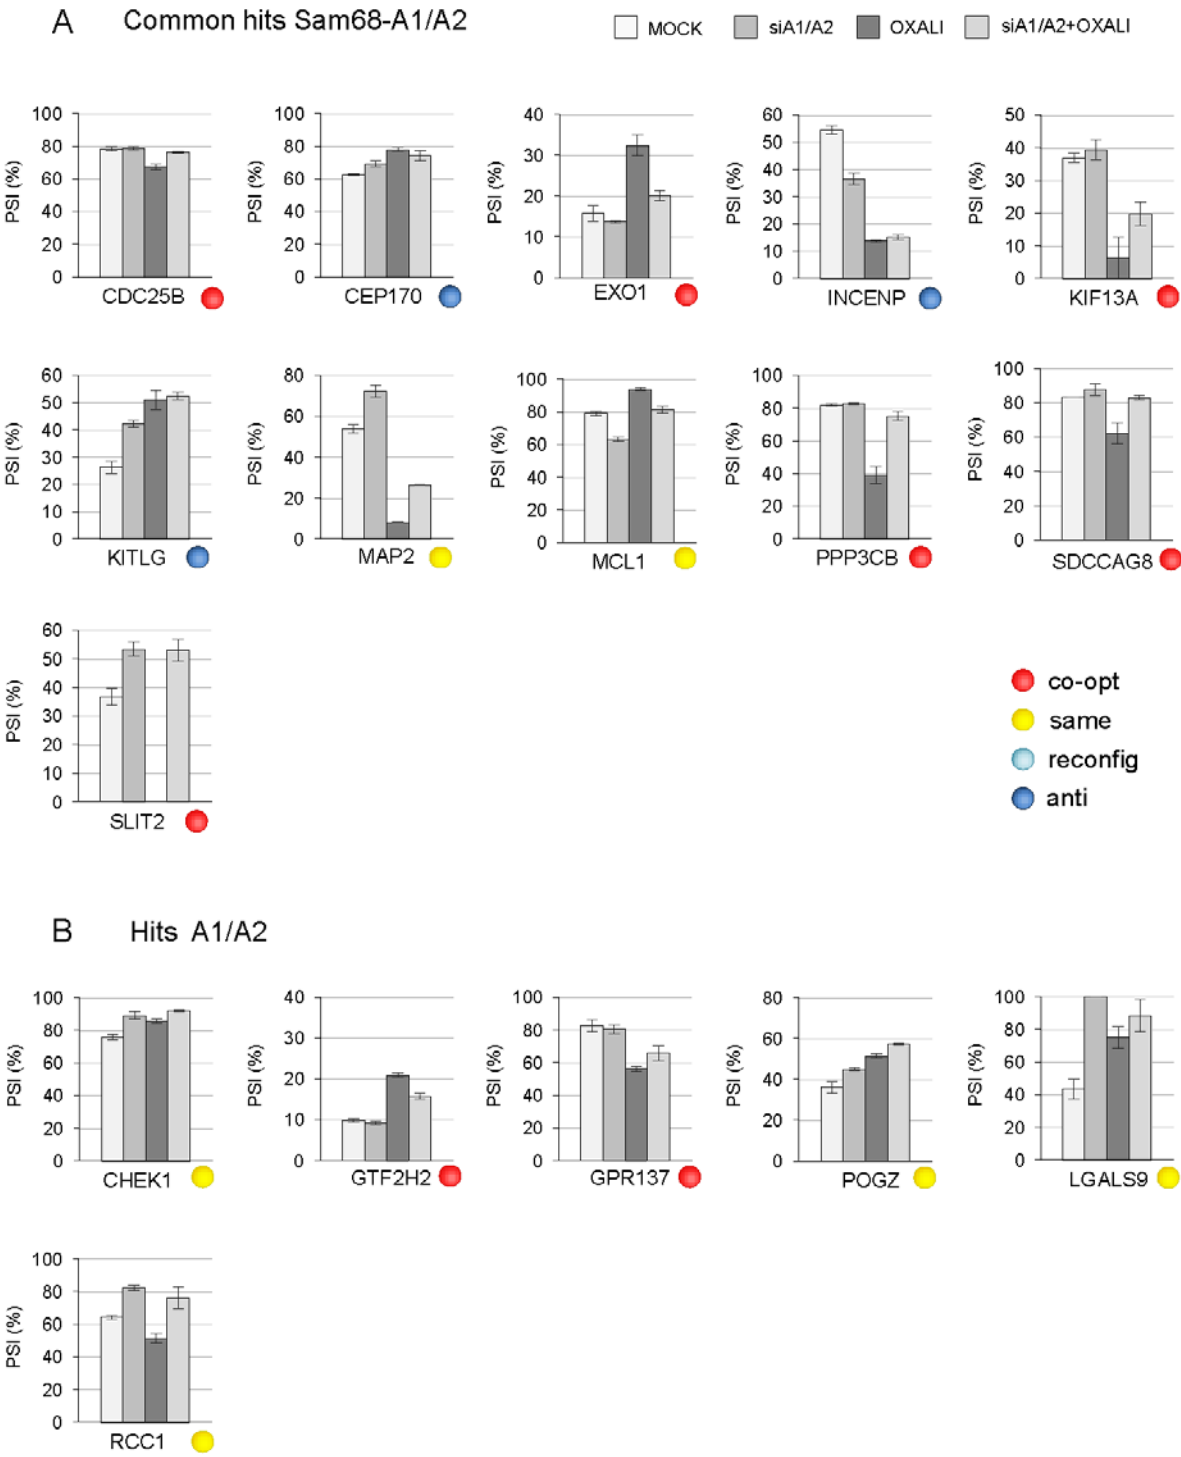 A Common hits Sam68-A1/A2
MOCK siA1/A2 OXALI siA1/A2+OXALI
PSI (%) 100 80 60 40 20 0 CDC25B
PSI (%) 100 80 60 40 20 0 CEP170
PSI (%) 40 30 20 10 0 EXO1
PSI (%) 60 50 40 30 20 10 0 INCENP
PSI (%) 50 40 30 20 10 0 KIF13A
PSI (%) 60 50 40 30 20 10 0 KITLG
PSI (%) 80 60 40 20 0 MAP2
PSI (%) 100 80 60 40 20 0 MCL1
PSI (%) 100 80 60 40 20 0 PPP3CB
PSI (%) 100 80 60 40 20 0 SDCCAG8
PSI (%) 60 50 40 30 20 10 0 SLIT2
co-opt
same
reconfig
anti
B Hits A1/A2
PSI (%) 100 80 60 40 20 0 CHEK1
PSI (%) 40 30 20 10 0 GTF2H2
PSI (%) 100 80 60 40 20 0 GPR137
PSI (%) 80 60 40 20 0 POGZ
PSI (%) 100 80 60 40 20 0 LGALS9
PSI (%) 100 80 60 40 20 0 RCC1